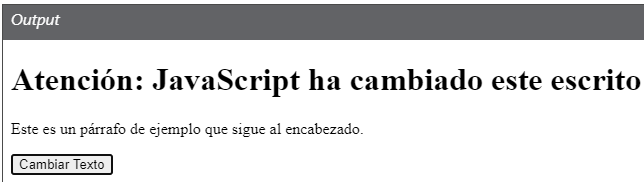 Output
Atención: JavaScript ha cambiado este escrito
Este es un párrafo de ejemplo que sigue al encabezado.
Cambiar Texto